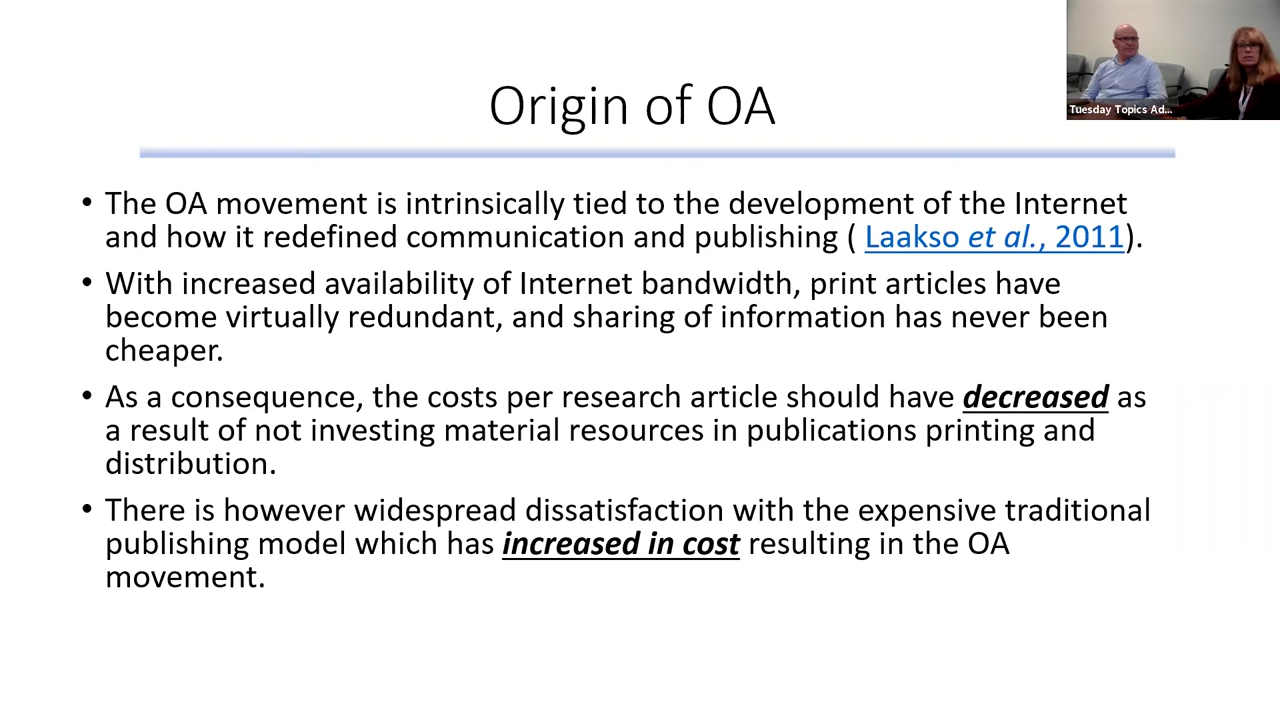 Origin of OA
• The OA movement is intrinsically tied to the development of the Internet
and how it redefined communication and publishing ( Laakso et al., 2011).
• With increased availability of Internet bandwidth, print articles have
become virtually redundant, and sharing of information has never been
cheaper.
• As a consequence, the costs per research article should have decreased as
a result of not investing material resources in publications printing and
distribution.
• There is however widespread dissatisfaction with the expensive traditional
publishing model which has increased in cost resulting in the OA
movement.
Tuesday Topics Ad...